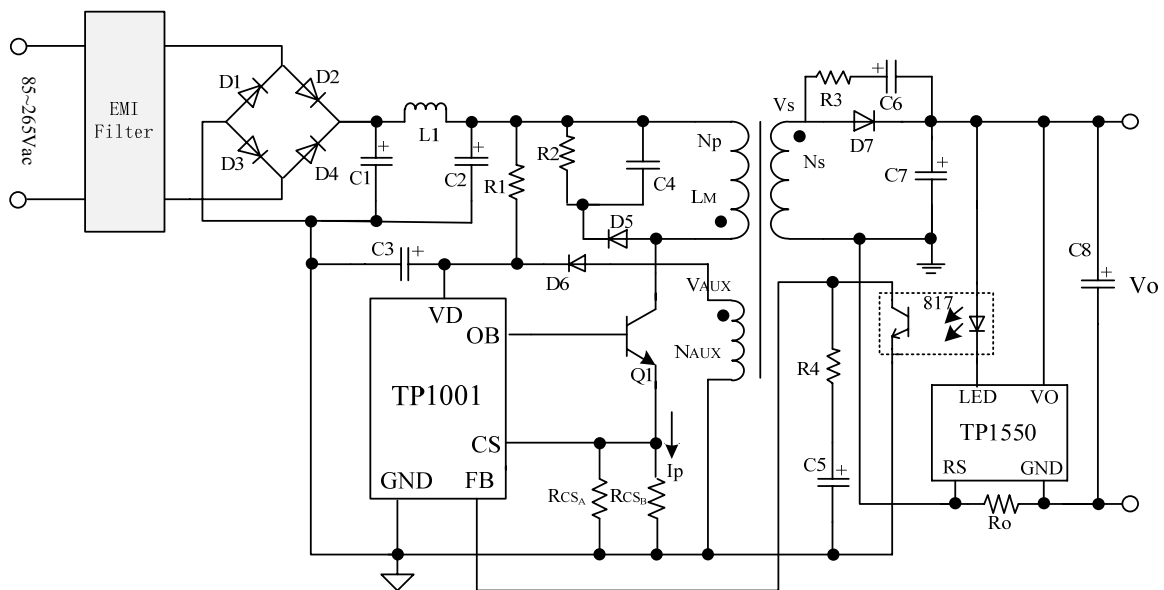 85~265Vac
EMI
Filter
D1
D2
D3
D4
C1
L1
C2
R1
R2
C4
D5
Np
LM
Vs
Ns
R3
C6
D7
C7
C8
Vo
C3
D6
VAUX
NAUX
VD
OB
TP1001
CS
GND
FB
Q1
Ip
RCSA
RCSB
R4
C5
817
LED
VO
TP1550
RS
GND
Ro